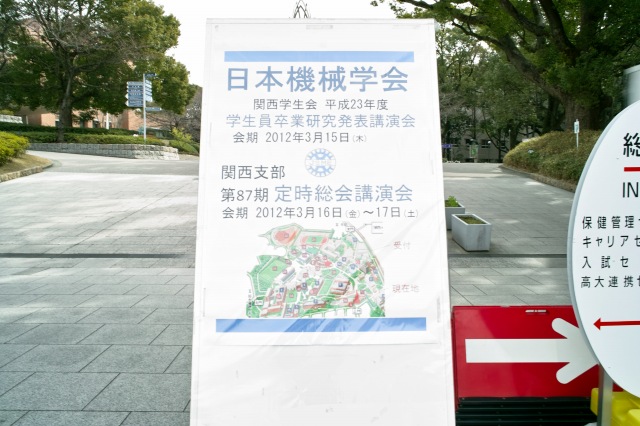 日本機械学会
関西学生会 平成23年度
学生員卒業研究発表講演会
会期 2012年3月15日(木)
関西支部
第87期 定時総会講演会
会期 2012年3月16日(金)〜17日(土)
受付
現在地
総
IN
保健管理
キャリアセ
入試セ
高大連携